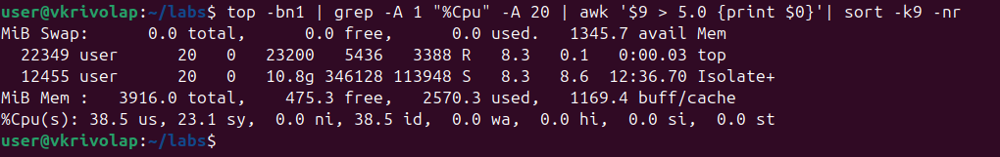 user@vkrivolap:~/labs$ top -bn1 | grep -A 1 "%Cpu" -A 20 | awk '$9 > 5.0 {print $0}'| sort -k9 -nr
MiB Swap:      0.0 total,      0.0 free,      0.0 used.   1345.7 avail Mem
  22349 user      20   0   23200   5436   3388 R   8.3   0.1   0:00.03 top
  12455 user      20   0   10.8g 346128 113948 S   8.3   8.6  12:36.70 Isolate+
MiB Mem :   3916.0 total,    475.3 free,   2570.3 used,   1169.4 buff/cache
%Cpu(s): 38.5 us, 23.1 sy,  0.0 ni, 38.5 id,  0.0 wa,  0.0 hi,  0.0 si,  0.0 st
user@vkrivolap:~/labs$